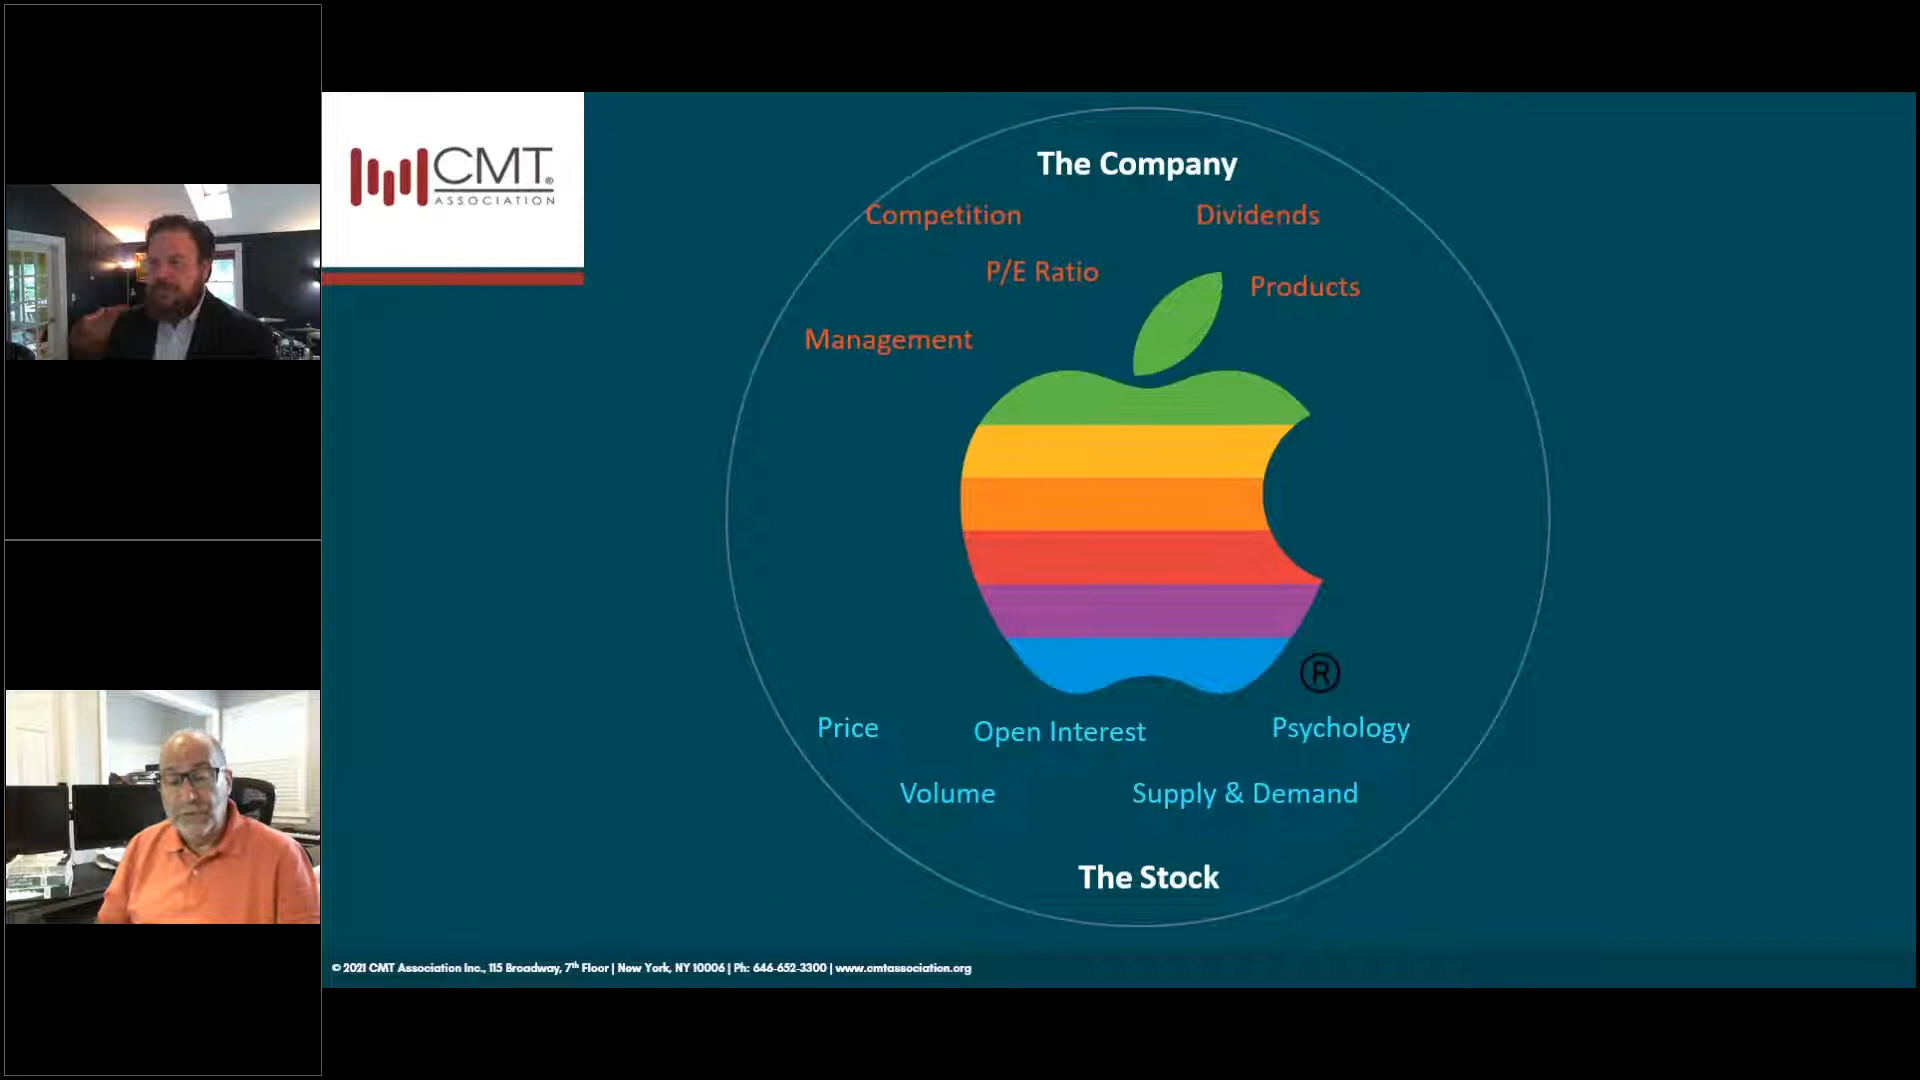 CMT®
ASSOCIATION
The Company
Competition
Dividends
P/E Ratio
Products
Management
®
Price
Open Interest
Psychology
Volume
Supply & Demand
The Stock
© 2021 CMT Association Inc., 115 Broadway, 7th Floor | New York, NY 10006 | Ph: 646-652-3300 | www.cmtassociation.org